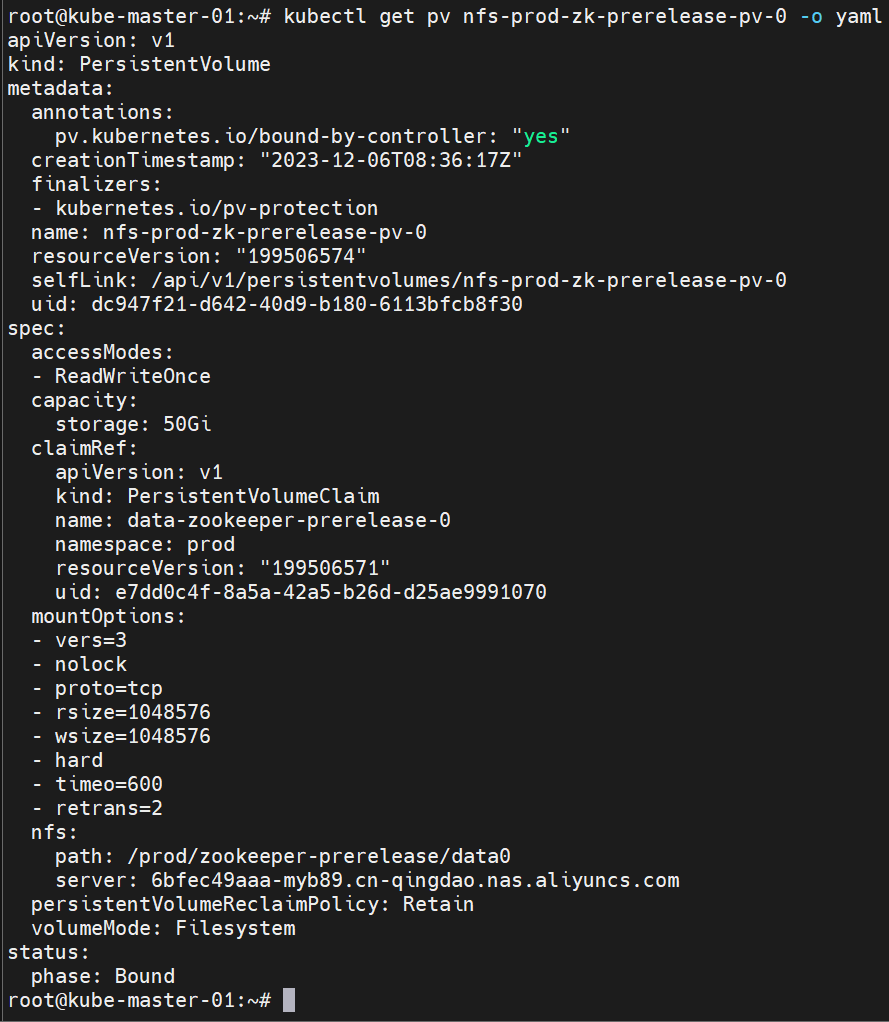 root@kube-master-01:~# kubectl get pv nfs-prod-zk-prerelease-pv-0 -o yaml
apiVersion: v1
kind: PersistentVolume
metadata:
  annotations:
    pv.kubernetes.io/bound-by-controller: "yes"
  creationTimestamp: "2023-12-06T08:36:17Z"
  finalizers:
  - kubernetes.io/pv-protection
  name: nfs-prod-zk-prerelease-pv-0
  resourceVersion: "199506574"
  selfLink: /api/v1/persistentvolumes/nfs-prod-zk-prerelease-pv-0
  uid: dc947f21-d642-40d9-b180-6113bfcb8f30
spec:
  accessModes:
  - ReadWriteOnce
  capacity:
    storage: 50Gi
  claimRef:
    apiVersion: v1
    kind: PersistentVolumeClaim
    name: data-zookeeper-prerelease-0
    namespace: prod
    resourceVersion: "199506571"
    uid: e7dd0c4f-8a5a-42a5-b26d-d25ae9991070
  mountOptions:
  - vers=3
  - nolock
  - proto=tcp
  - rsize=1048576
  - wsize=1048576
  - hard
  - timeo=600
  - retrans=2
  nfs:
    path: /prod/zookeeper-prerelease/data0
    server: 6bfec49aaa-myb89.cn-qingdao.nas.aliyuncs.com
  persistentVolumeReclaimPolicy: Retain
  volumeMode: Filesystem
status:
  phase: Bound
root@kube-master-01:~#